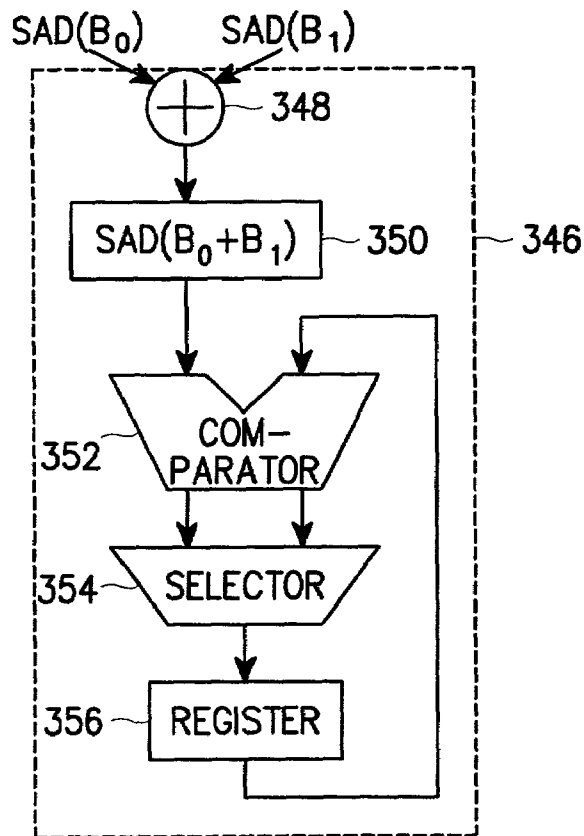 SAD(B₀) SAD(B₁)
348
SAD(B₀+B₁) 350 346
COM-
352
PARATOR
354 SELECTOR
356 REGISTER